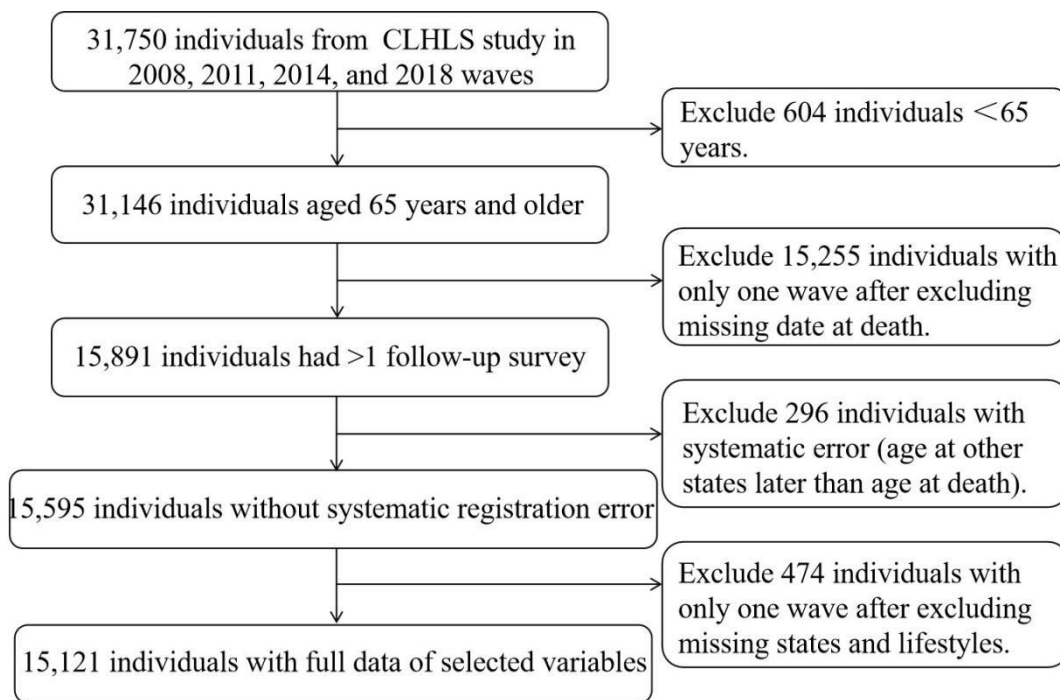 31,750 individuals from CLHLS study in
2008, 2011, 2014, and 2018 waves
Exclude 604 individuals <65
years.
31,146 individuals aged 65 years and older
Exclude 15,255 individuals with
only one wave after excluding
missing date at death.
15,891 individuals had >1 follow-up survey
Exclude 296 individuals with
systematic error (age at other
states later than age at death).
15,595 individuals without systematic registration error
Exclude 474 individuals with
only one wave after excluding
missing states and lifestyles.
15,121 individuals with full data of selected variables